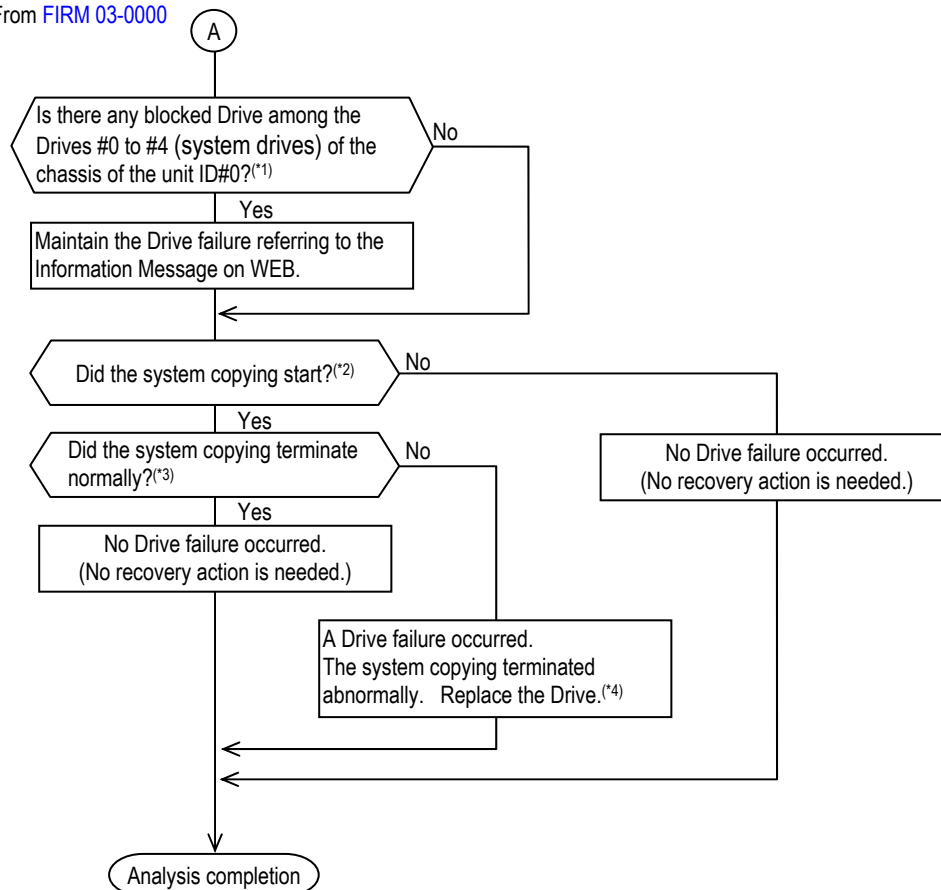 From FIRM 03-0000
A
Is there any blocked Drive among the
Drives #0 to #4 (system drives) of the
chassis of the unit ID#0?(*1)
No
Yes
Maintain the Drive failure referring to the
Information Message on WEB.
Did the system copying start?(*2)
No
Yes
Did the system copying terminate
normally?(*3)
No
No Drive failure occurred.
(No recovery action is needed.)
Yes
No Drive failure occurred.
(No recovery action is needed.)
A Drive failure occurred.
The system copying terminated
abnormally. Replace the Drive.(*4)
Analysis completion